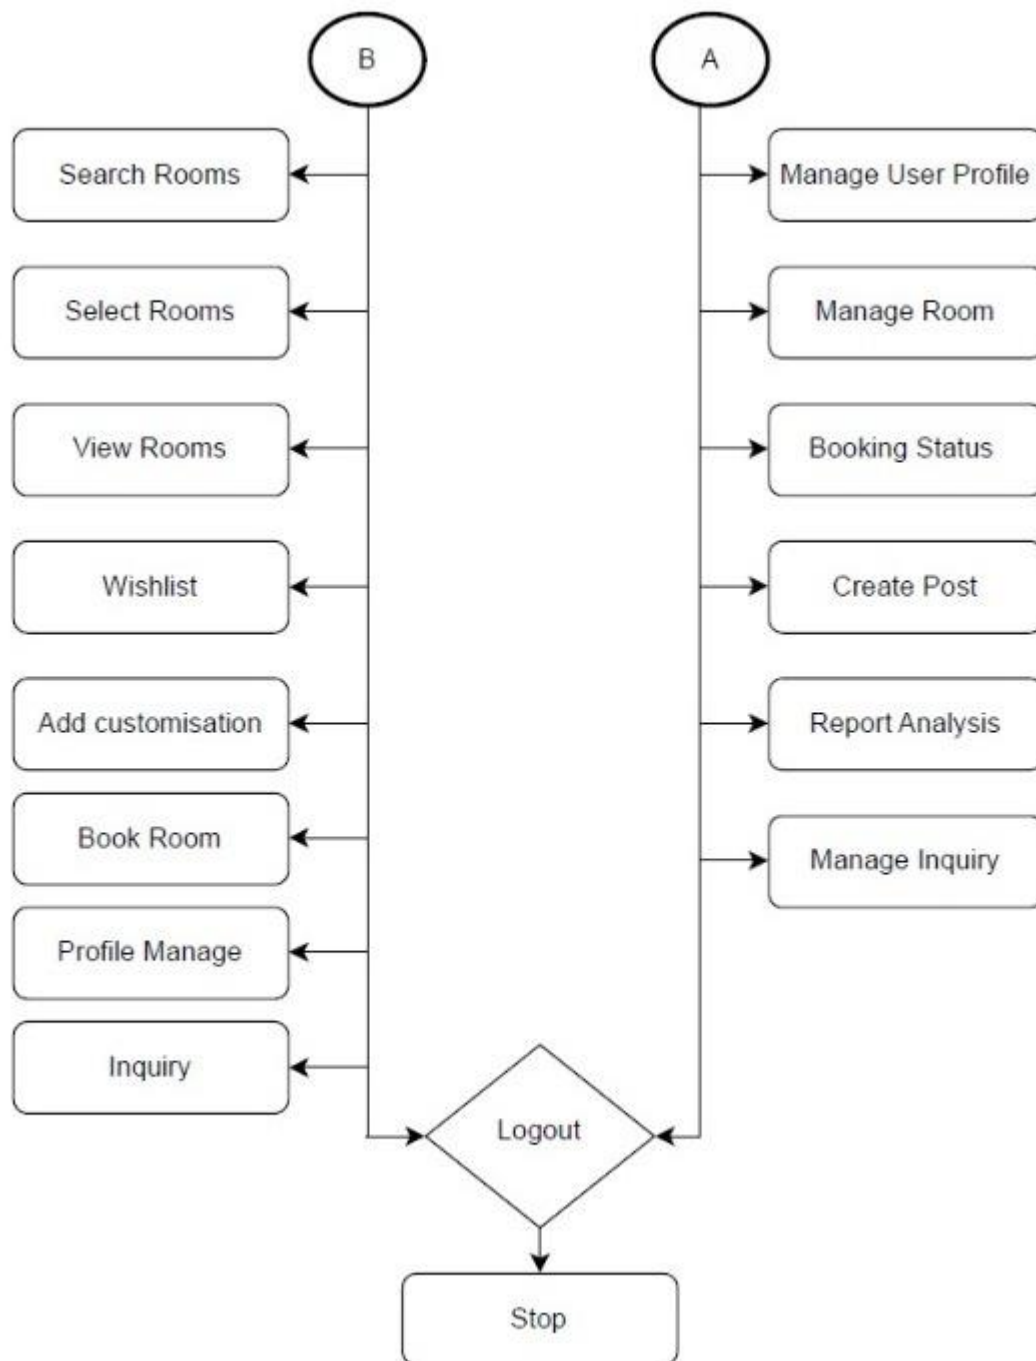 B
A
Search Rooms
Manage User Profile
Select Rooms
Manage Room
View Rooms
Booking Status
Wishlist
Create Post
Add customisation
Report Analysis
Book Room
Manage Inquiry
Profile Manage
Inquiry
Logout
Stop